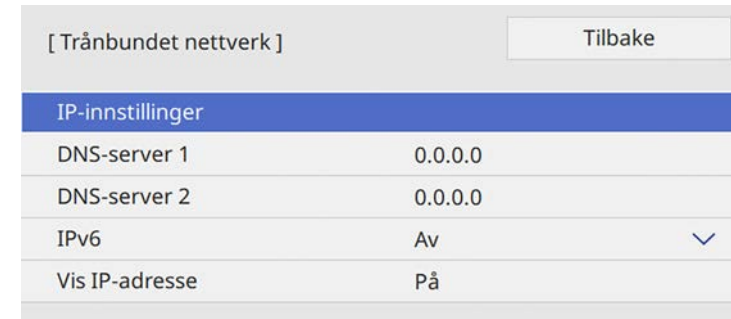 [ Trånbundet nettverk ]
Tilbake
IP-innstillinger
DNS-server 1 0.0.0.0
DNS-server 2 0.0.0.0
IPv6 Av
Vis IP-adresse På